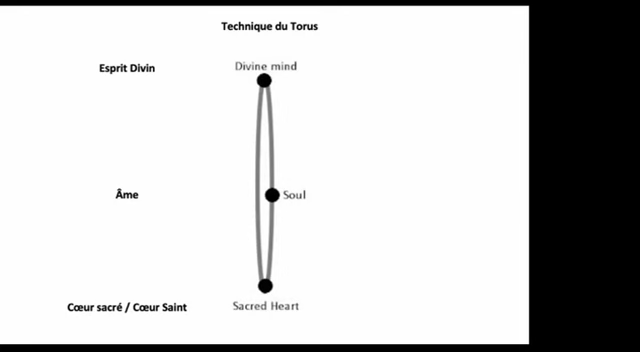 Technique du Torus
Esprit Divin
Divine mind
Âme
Soul
Cœur sacré / Cœur Saint
Sacred Heart